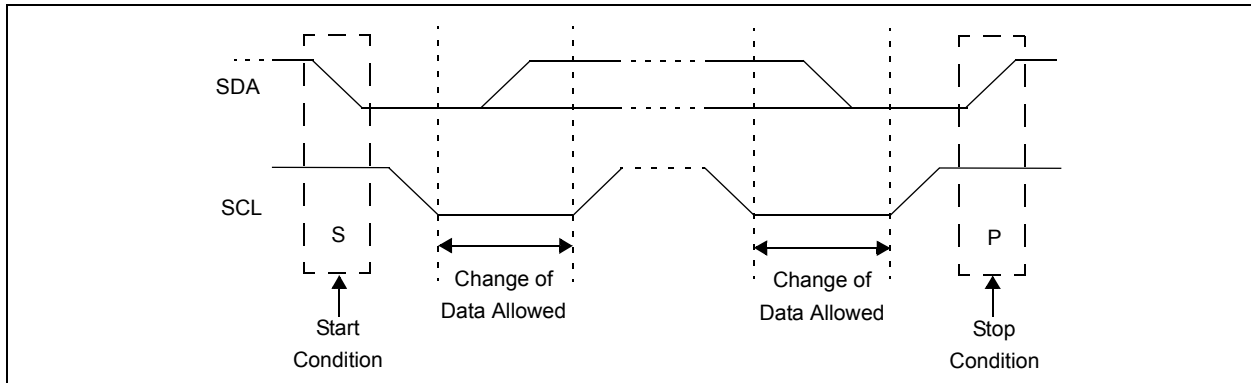 SDA
SCL
S
P
Change of
Data Allowed
Change of
Data Allowed
Start
Condition
Stop
Condition